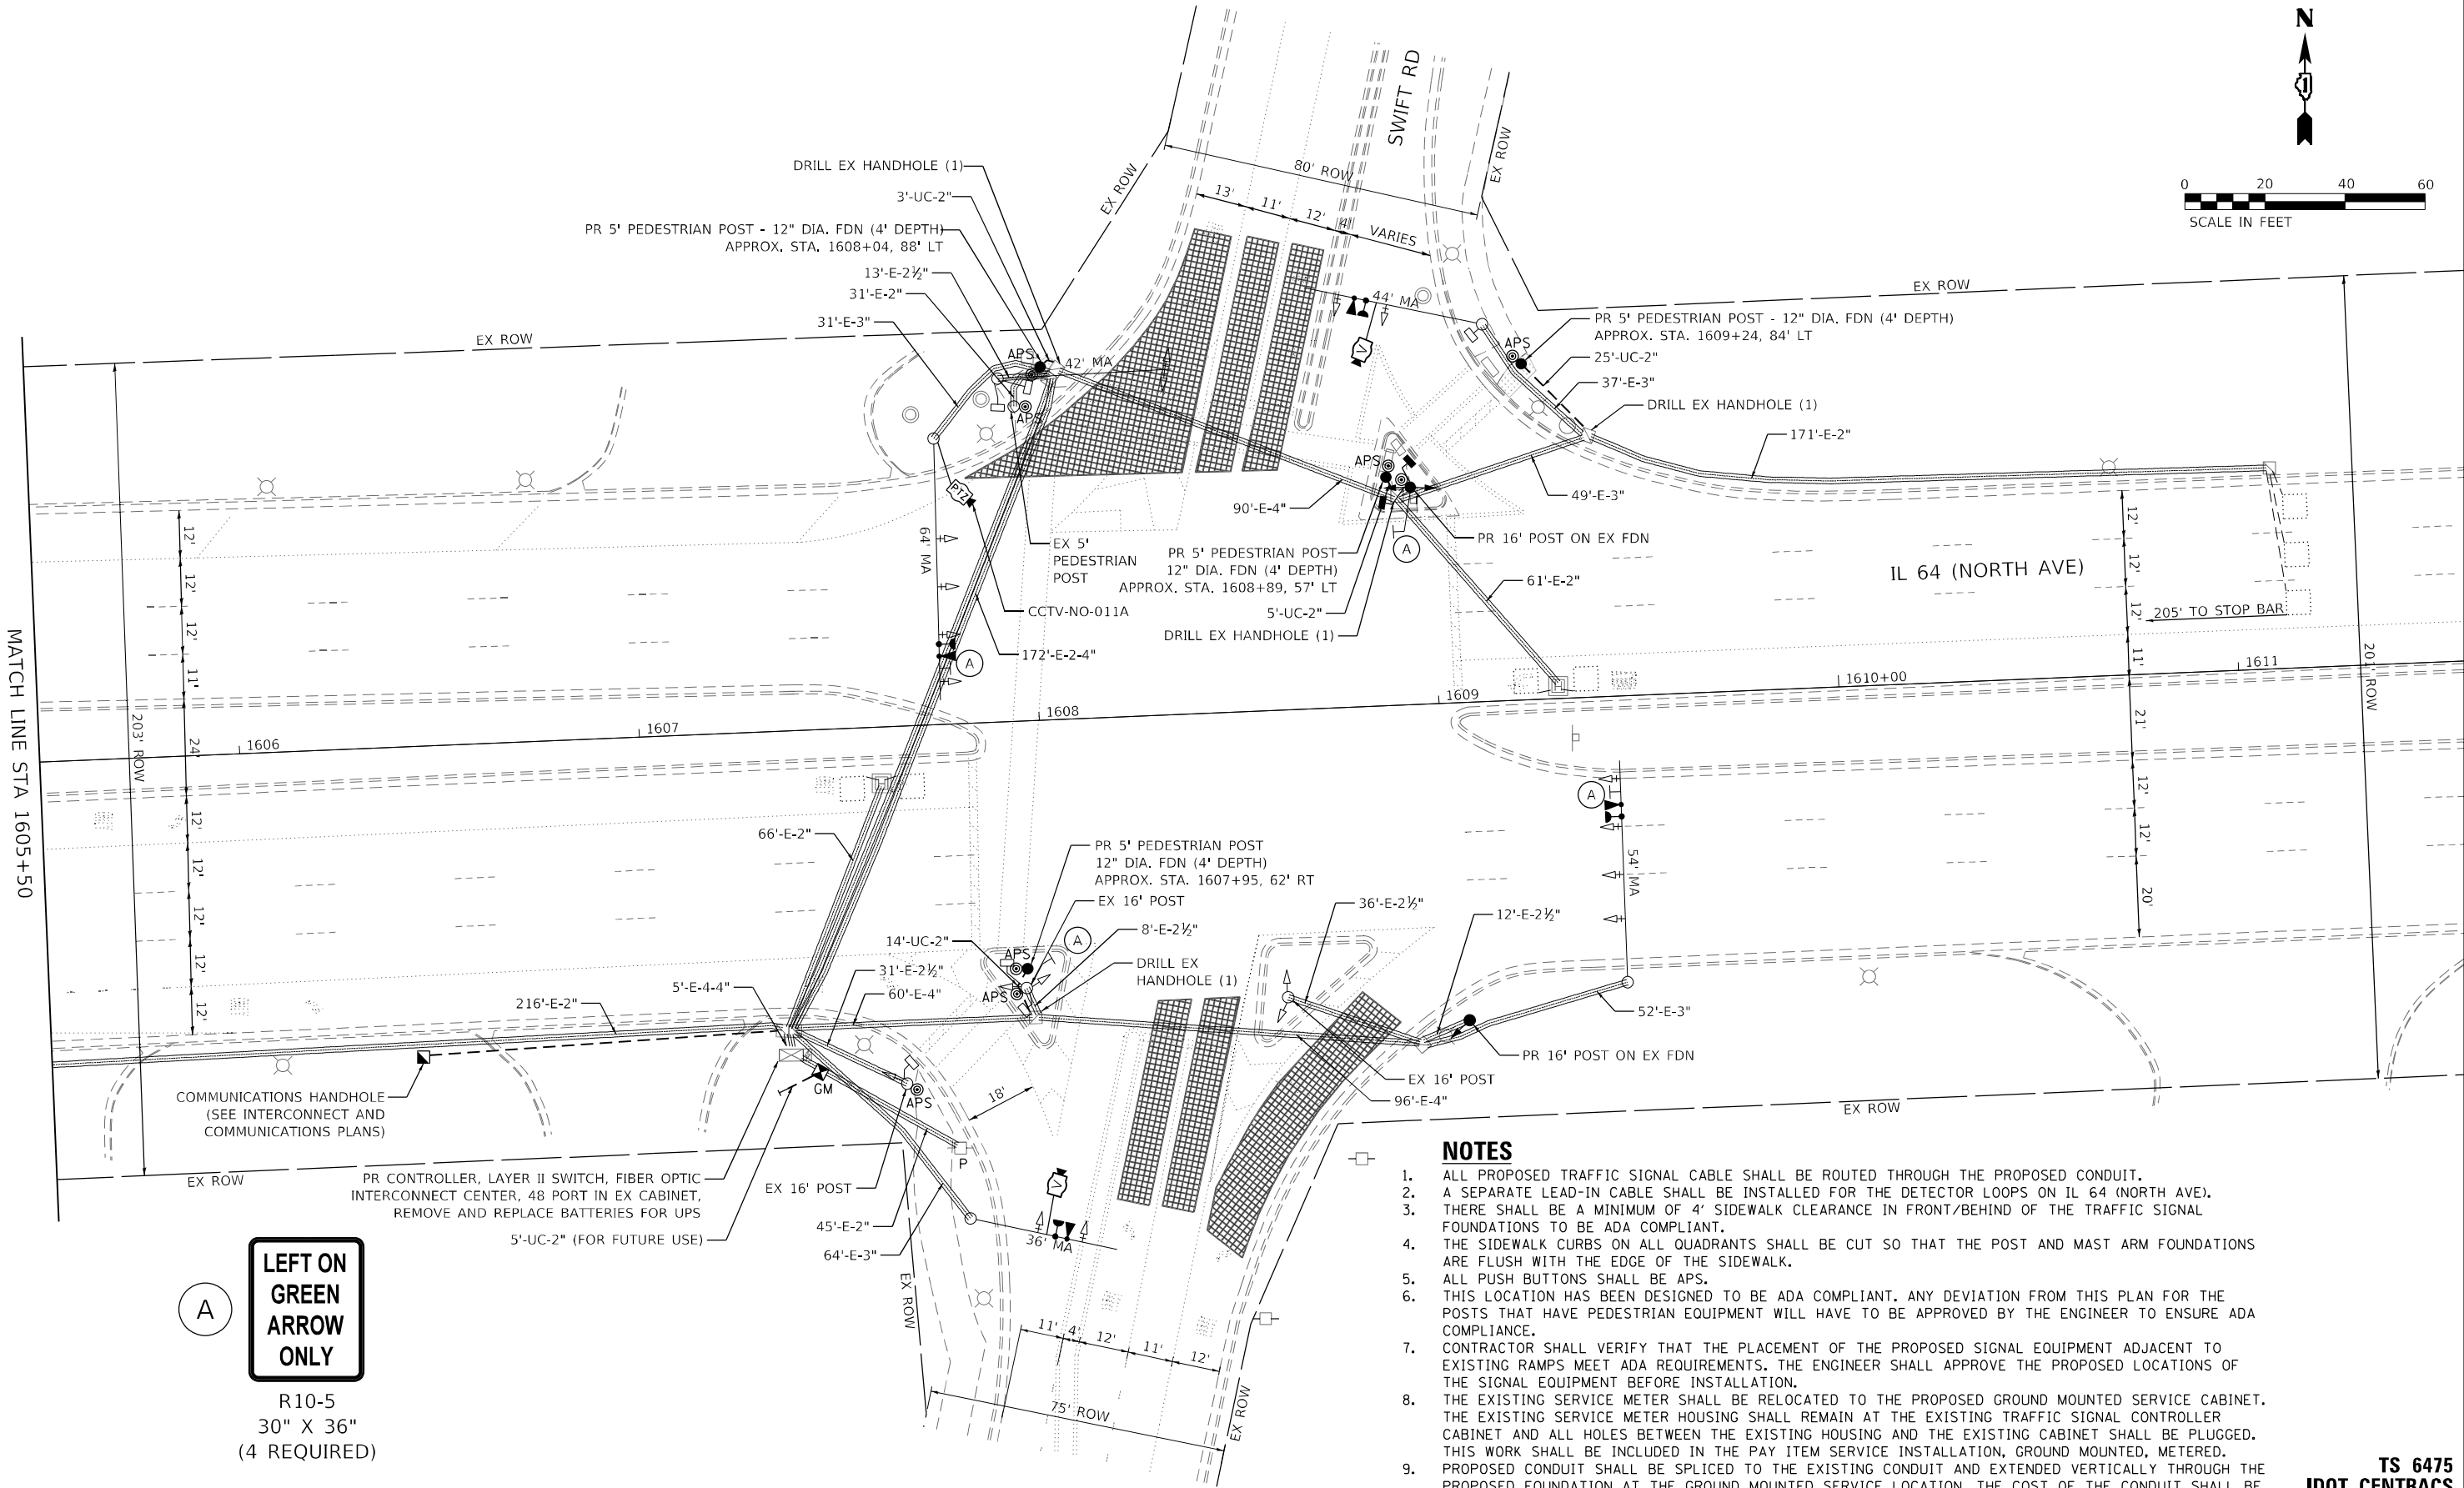 N
0 20 40 60
SCALE IN FEET
SWIFT RD
EX ROW
EX ROW
80' ROW
13'
11'
12'
4'
VARIES
DRILL EX HANDHOLE (1)
3'-UC-2"
PR 5' PEDESTRIAN POST - 12" DIA. FDN (4' DEPTH)
APPROX. STA. 1608+04, 88' LT
13'-E-2½"
31'-E-2"
31'-E-3"
EX ROW
EX ROW
APS
42' MA
APS
44' MA
V
APS
PR 5' PEDESTRIAN POST - 12" DIA. FDN (4' DEPTH)
APPROX. STA. 1609+24, 84' LT
25'-UC-2"
37'-E-3"
DRILL EX HANDHOLE (1)
171'-E-2"
APS
49'-E-3"
90'-E-4"
PTZ
64' MA
EX 5'
PEDESTRIAN
POST
PR 5' PEDESTRIAN POST
12" DIA. FDN (4' DEPTH)
APPROX. STA. 1608+89, 57' LT
A
PR 16' POST ON EX FDN
61'-E-2"
CCTV-NO-011A
5'-UC-2"
DRILL EX HANDHOLE (1)
172'-E-2-4"
A
IL 64 (NORTH AVE)
205' TO STOP BAR
12'
12'
12'
11'
21'
12'
12'
20'
201' ROW
MATCH LINE STA 1605+50
203' ROW
12'
12'
12'
11'
24'
12'
12'
12'
12'
12'
1606
1607
1608
1609
1610+00
1611
66'-E-2"
PR 5' PEDESTRIAN POST
12" DIA. FDN (4' DEPTH)
APPROX. STA. 1607+95, 62' RT
EX 16' POST
8'-E-2½"
14'-UC-2"
A
APS
APS
DRILL EX
HANDHOLE (1)
36'-E-2½"
12'-E-2½"
A
54' MA
31'-E-2½"
60'-E-4"
5'-E-4-4"
216'-E-2"
52'-E-3"
PR 16' POST ON EX FDN
EX 16' POST
96'-E-4"
EX ROW
COMMUNICATIONS HANDHOLE
(SEE INTERCONNECT AND
COMMUNICATIONS PLANS)
GM
APS
18'
P
EX ROW
PR CONTROLLER, LAYER II SWITCH, FIBER OPTIC
INTERCONNECT CENTER, 48 PORT IN EX CABINET,
REMOVE AND REPLACE BATTERIES FOR UPS
5'-UC-2" (FOR FUTURE USE)
EX 16' POST
45'-E-2"
64'-E-3"
V
36' MA
EX ROW
11'
4'
12'
11'
12'
75' ROW
EX ROW
A
LEFT ON
GREEN
ARROW
ONLY
R10-5
30" X 36"
(4 REQUIRED)
NOTES
1. ALL PROPOSED TRAFFIC SIGNAL CABLE SHALL BE ROUTED THROUGH THE PROPOSED CONDUIT.
2. A SEPARATE LEAD-IN CABLE SHALL BE INSTALLED FOR THE DETECTOR LOOPS ON IL 64 (NORTH AVE).
3. THERE SHALL BE A MINIMUM OF 4' SIDEWALK CLEARANCE IN FRONT/BEHIND OF THE TRAFFIC SIGNAL
FOUNDATIONS TO BE ADA COMPLIANT.
4. THE SIDEWALK CURBS ON ALL QUADRANTS SHALL BE CUT SO THAT THE POST AND MAST ARM FOUNDATIONS
ARE FLUSH WITH THE EDGE OF THE SIDEWALK.
5. ALL PUSH BUTTONS SHALL BE APS.
6. THIS LOCATION HAS BEEN DESIGNED TO BE ADA COMPLIANT. ANY DEVIATION FROM THIS PLAN FOR THE
POSTS THAT HAVE PEDESTRIAN EQUIPMENT WILL HAVE TO BE APPROVED BY THE ENGINEER TO ENSURE ADA
COMPLIANCE.
7. CONTRACTOR SHALL VERIFY THAT THE PLACEMENT OF THE PROPOSED SIGNAL EQUIPMENT ADJACENT TO
EXISTING RAMPS MEET ADA REQUIREMENTS. THE ENGINEER SHALL APPROVE THE PROPOSED LOCATIONS OF
THE SIGNAL EQUIPMENT BEFORE INSTALLATION.
8. THE EXISTING SERVICE METER SHALL BE RELOCATED TO THE PROPOSED GROUND MOUNTED SERVICE CABINET.
THE EXISTING SERVICE METER HOUSING SHALL REMAIN AT THE EXISTING TRAFFIC SIGNAL CONTROLLER
CABINET AND ALL HOLES BETWEEN THE EXISTING HOUSING AND THE EXISTING CABINET SHALL BE PLUGGED.
THIS WORK SHALL BE INCLUDED IN THE PAY ITEM SERVICE INSTALLATION, GROUND MOUNTED, METERED.
9. PROPOSED CONDUIT SHALL BE SPLICED TO THE EXISTING CONDUIT AND EXTENDED VERTICALLY THROUGH THE
PROPOSED FOUNDATION AT THE GROUND MOUNTED SERVICE LOCATION. THE COST OF THE CONDUIT SHALL BE
TS 6475
IDOT CENTRACS